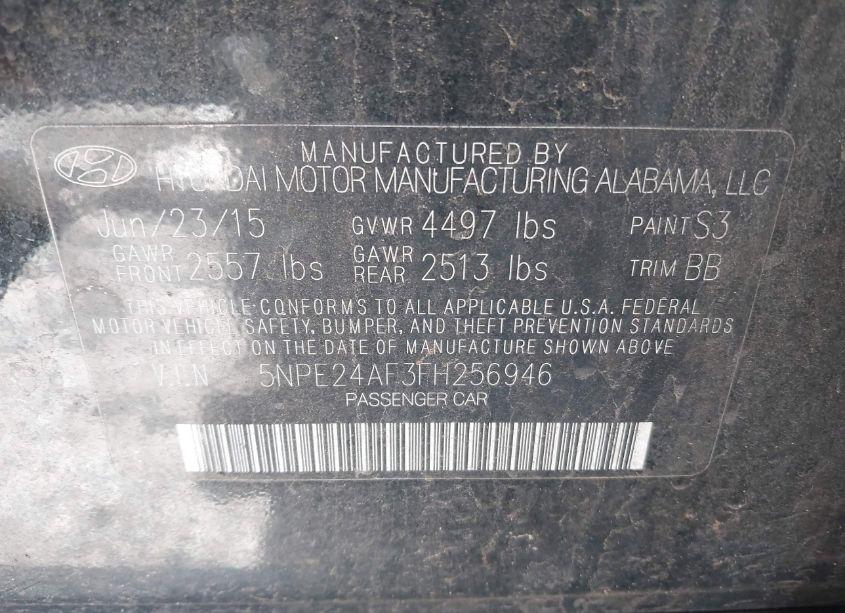 MANUFACTURED BY
HYUNDAI MOTOR MANUFACTURING ALABAMA, LLC
Jun/23/15 GVWR 4497 lbs PAINT S3
GAWR FRONT 2557 lbs GAWR REAR 2513 lbs TRIM BB
THIS VEHICLE CONFORMS TO ALL APPLICABLE U.S.A. FEDERAL
MOTOR VEHICLE SAFETY, BUMPER, AND THEFT PREVENTION STANDARDS
IN EFFECT ON THE DATE OF MANUFACTURE SHOWN ABOVE
V.I.N 5NPE24AF3FH256946
PASSENGER CAR